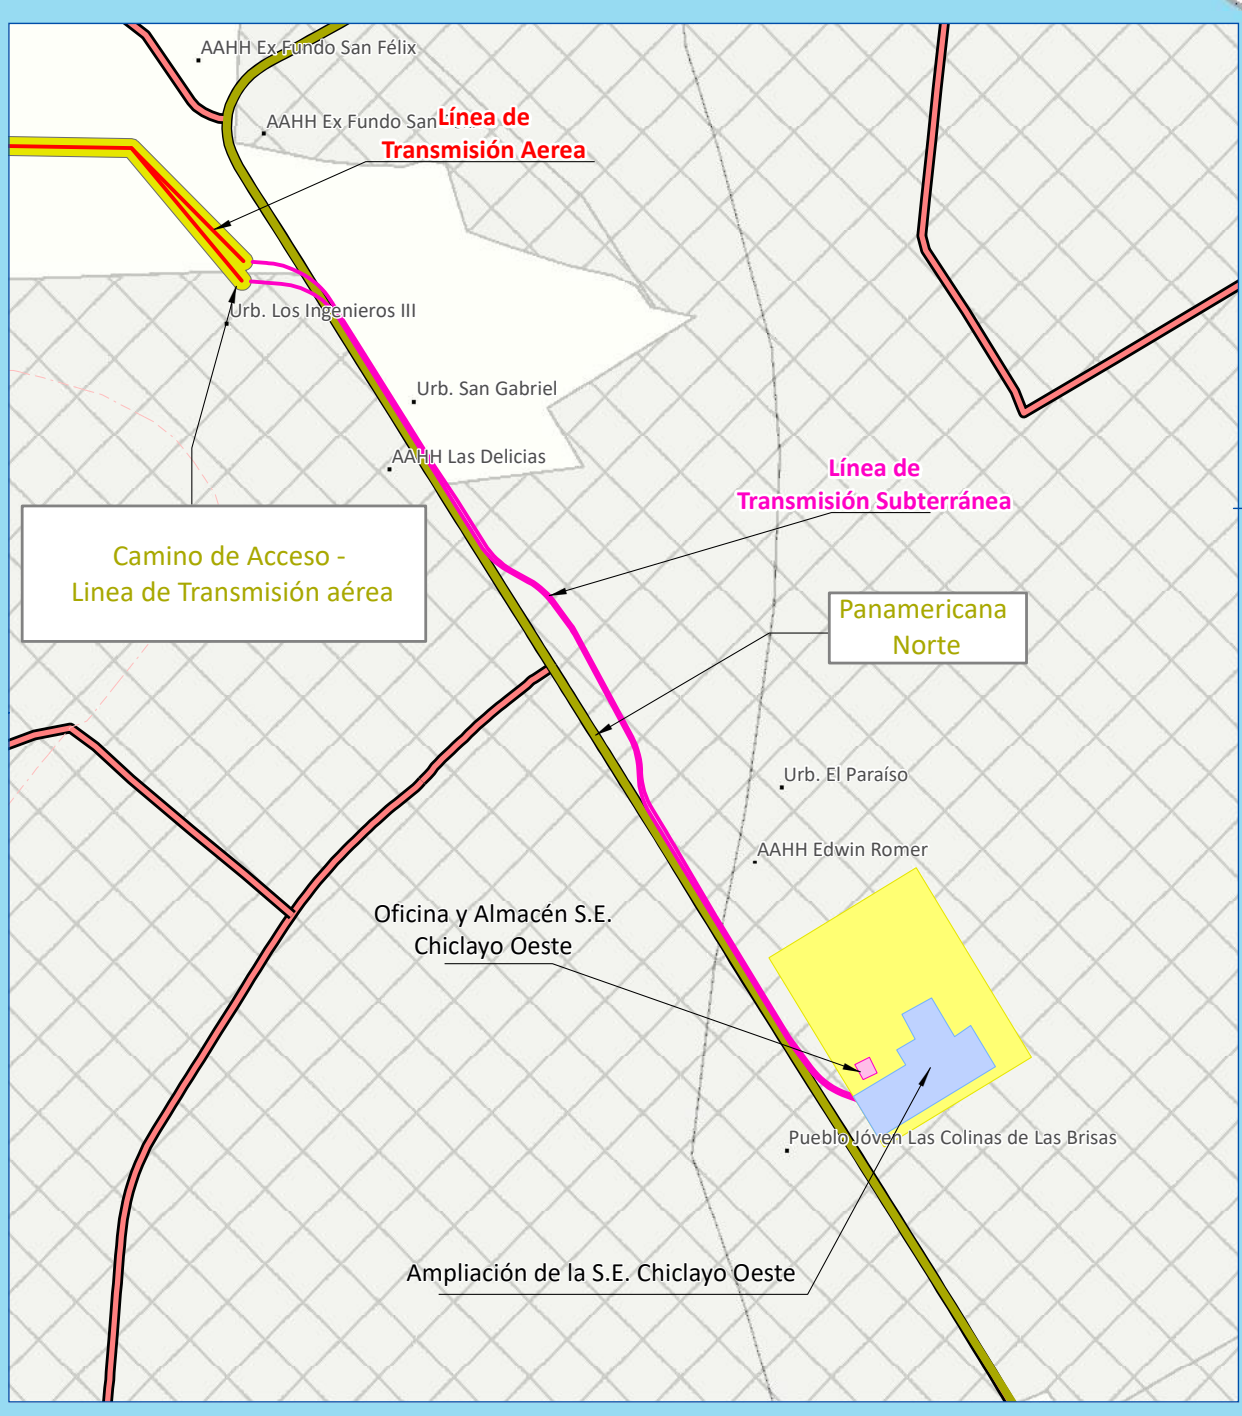 AAHH Ex Fundo San Félix
AAHH Ex Fundo San
Línea de
Transmisión Aerea
Urb. Los Ingenieros III
Urb. San Gabriel
AAHH Las Delicias
Línea de
Transmisión Subterránea
Camino de Acceso -
Linea de Transmisión aérea
Panamericana
Norte
Urb. El Paraíso
AAHH Edwin Romer
Oficina y Almacén S.E.
Chiclayo Oeste
Pueblo Jóven Las Colinas de Las Brisas
Ampliación de la S.E. Chiclayo Oeste